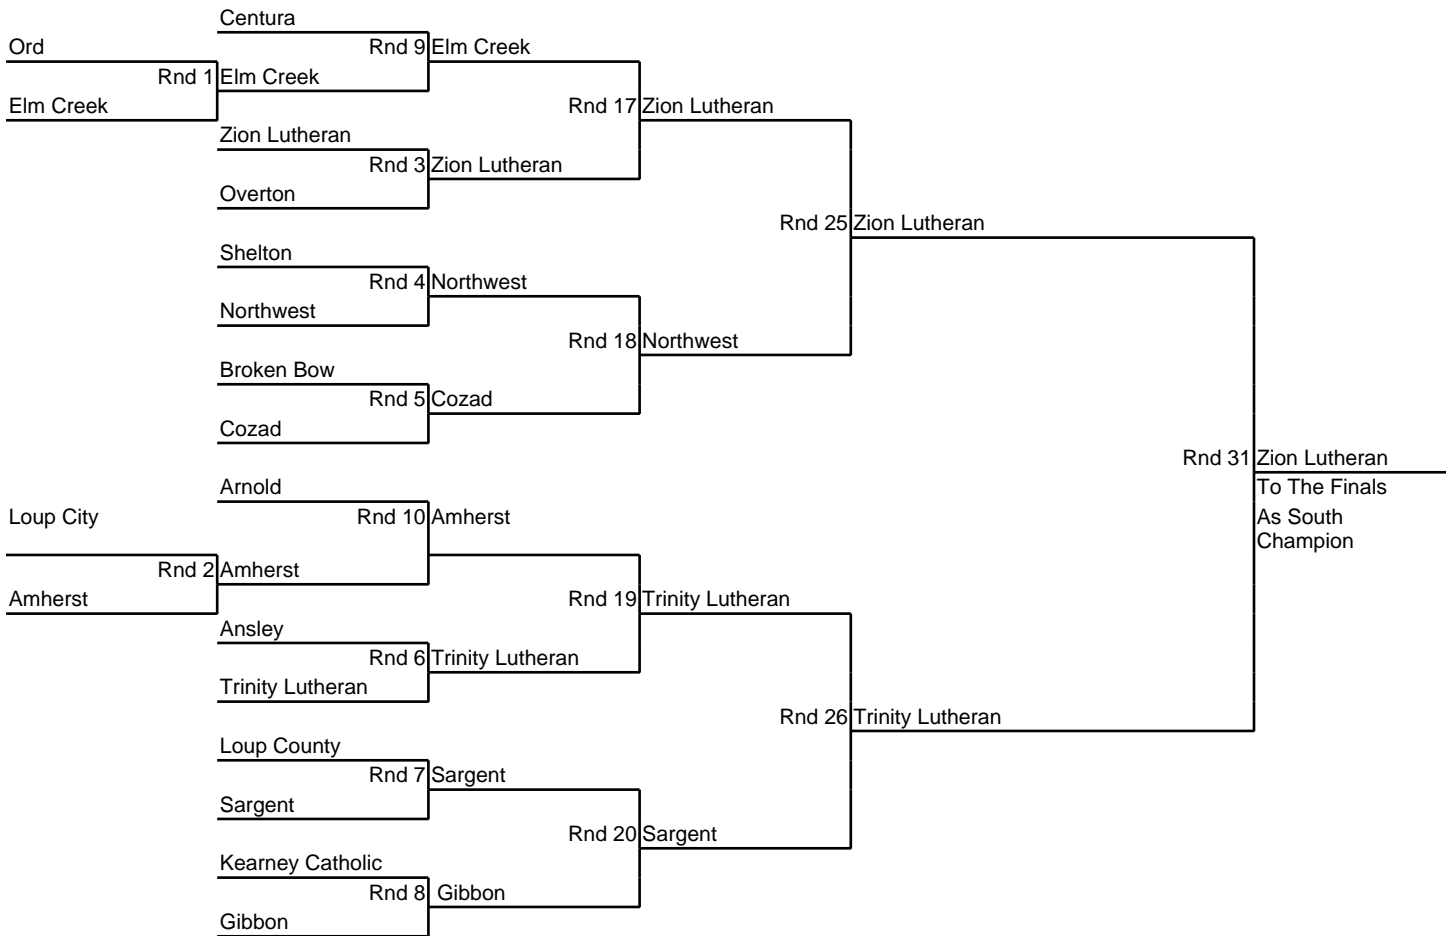 Centura
Ord
Rnd 9 Elm Creek
Rnd 1 Elm Creek
Elm Creek
Rnd 17 Zion Lutheran
Zion Lutheran
Rnd 3 Zion Lutheran
Overton
Rnd 25 Zion Lutheran
Shelton
Rnd 4 Northwest
Northwest
Rnd 18 Northwest
Broken Bow
Rnd 5 Cozad
Cozad
Rnd 31 Zion Lutheran
Arnold
To The Finals
Loup City
Rnd 10 Amherst
As South
Champion
Rnd 2 Amherst
Amherst
Rnd 19 Trinity Lutheran
Ansley
Rnd 6 Trinity Lutheran
Trinity Lutheran
Rnd 26 Trinity Lutheran
Loup County
Rnd 7 Sargent
Sargent
Rnd 20 Sargent
Kearney Catholic
Rnd 8 Gibbon
Gibbon